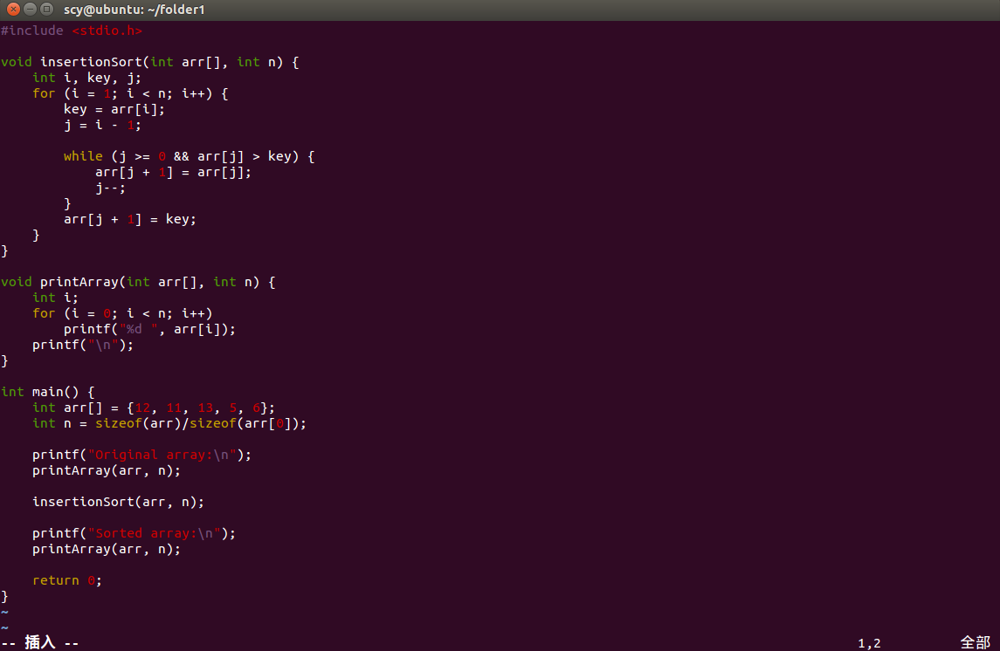 scy@ubuntu: ~/folder1
#include <stdio.h>

void insertionSort(int arr[], int n) {
    int i, key, j;
    for (i = 1; i < n; i++) {
        key = arr[i];
        j = i - 1;

        while (j >= 0 && arr[j] > key) {
            arr[j + 1] = arr[j];
            j--;
        }
        arr[j + 1] = key;
    }
}

void printArray(int arr[], int n) {
    int i;
    for (i = 0; i < n; i++)
        printf("%d ", arr[i]);
    printf("\n");
}

int main() {
    int arr[] = {12, 11, 13, 5, 6};
    int n = sizeof(arr)/sizeof(arr[0]);

    printf("Original array:\n");
    printArray(arr, n);

    insertionSort(arr, n);

    printf("Sorted array:\n");
    printArray(arr, n);

    return 0;
}
~
~
-- 插入 -- 1,2 全部